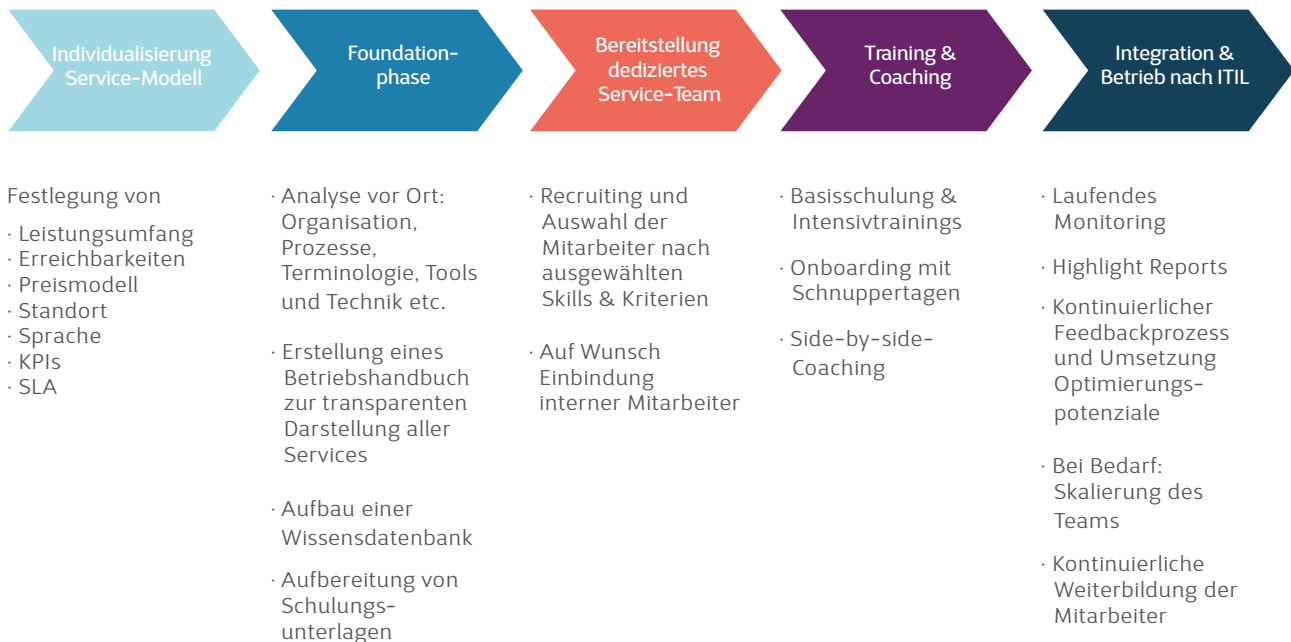 Individualisierung
Service-Modell
Foundation-
phase
Bereitstellung
dediziertes
Service-Team
Training &
Coaching
Integration &
Betrieb nach ITIL
Festlegung von
· Leistungsumfang
· Erreichbarkeiten
· Preismodell
· Standort
· Sprache
· KPIs
· SLA
· Analyse vor Ort:
Organisation,
Prozesse,
Terminologie, Tools
und Technik etc.
· Erstellung eines
Betriebshandbuch
zur transparenten
Darstellung aller
Services
· Aufbau einer
Wissensdatenbank
· Aufbereitung von
Schulungs-
unterlagen
· Recruiting und
Auswahl der
Mitarbeiter nach
ausgewählten
Skills & Kriterien
· Auf Wunsch
Einbindung
interner Mitarbeiter
· Basisschulung &
Intensivtrainings
· Onboarding mit
Schnuppertagen
· Side-by-side-
Coaching
· Laufendes
Monitoring
· Highlight Reports
· Kontinuierlicher
Feedbackprozess
und Umsetzung
Optimierungs-
potenziale
· Bei Bedarf:
Skalierung des
Teams
· Kontinuierliche
Weiterbildung der
Mitarbeiter